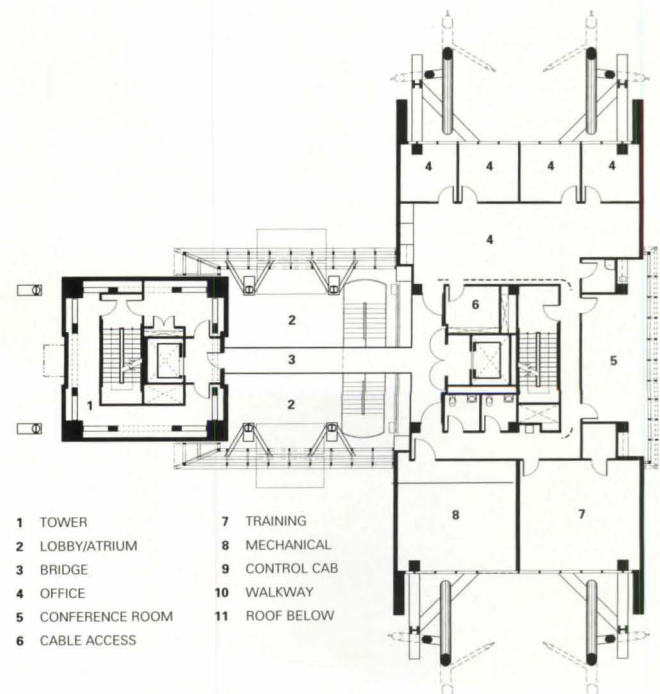 4 4 4 4
4
2
6
3
5
1
2
8
7
1 TOWER
2 LOBBY/ATRIUM
3 BRIDGE
4 OFFICE
5 CONFERENCE ROOM
6 CABLE ACCESS
7 TRAINING
8 MECHANICAL
9 CONTROL CAB
10 WALKWAY
11 ROOF BELOW